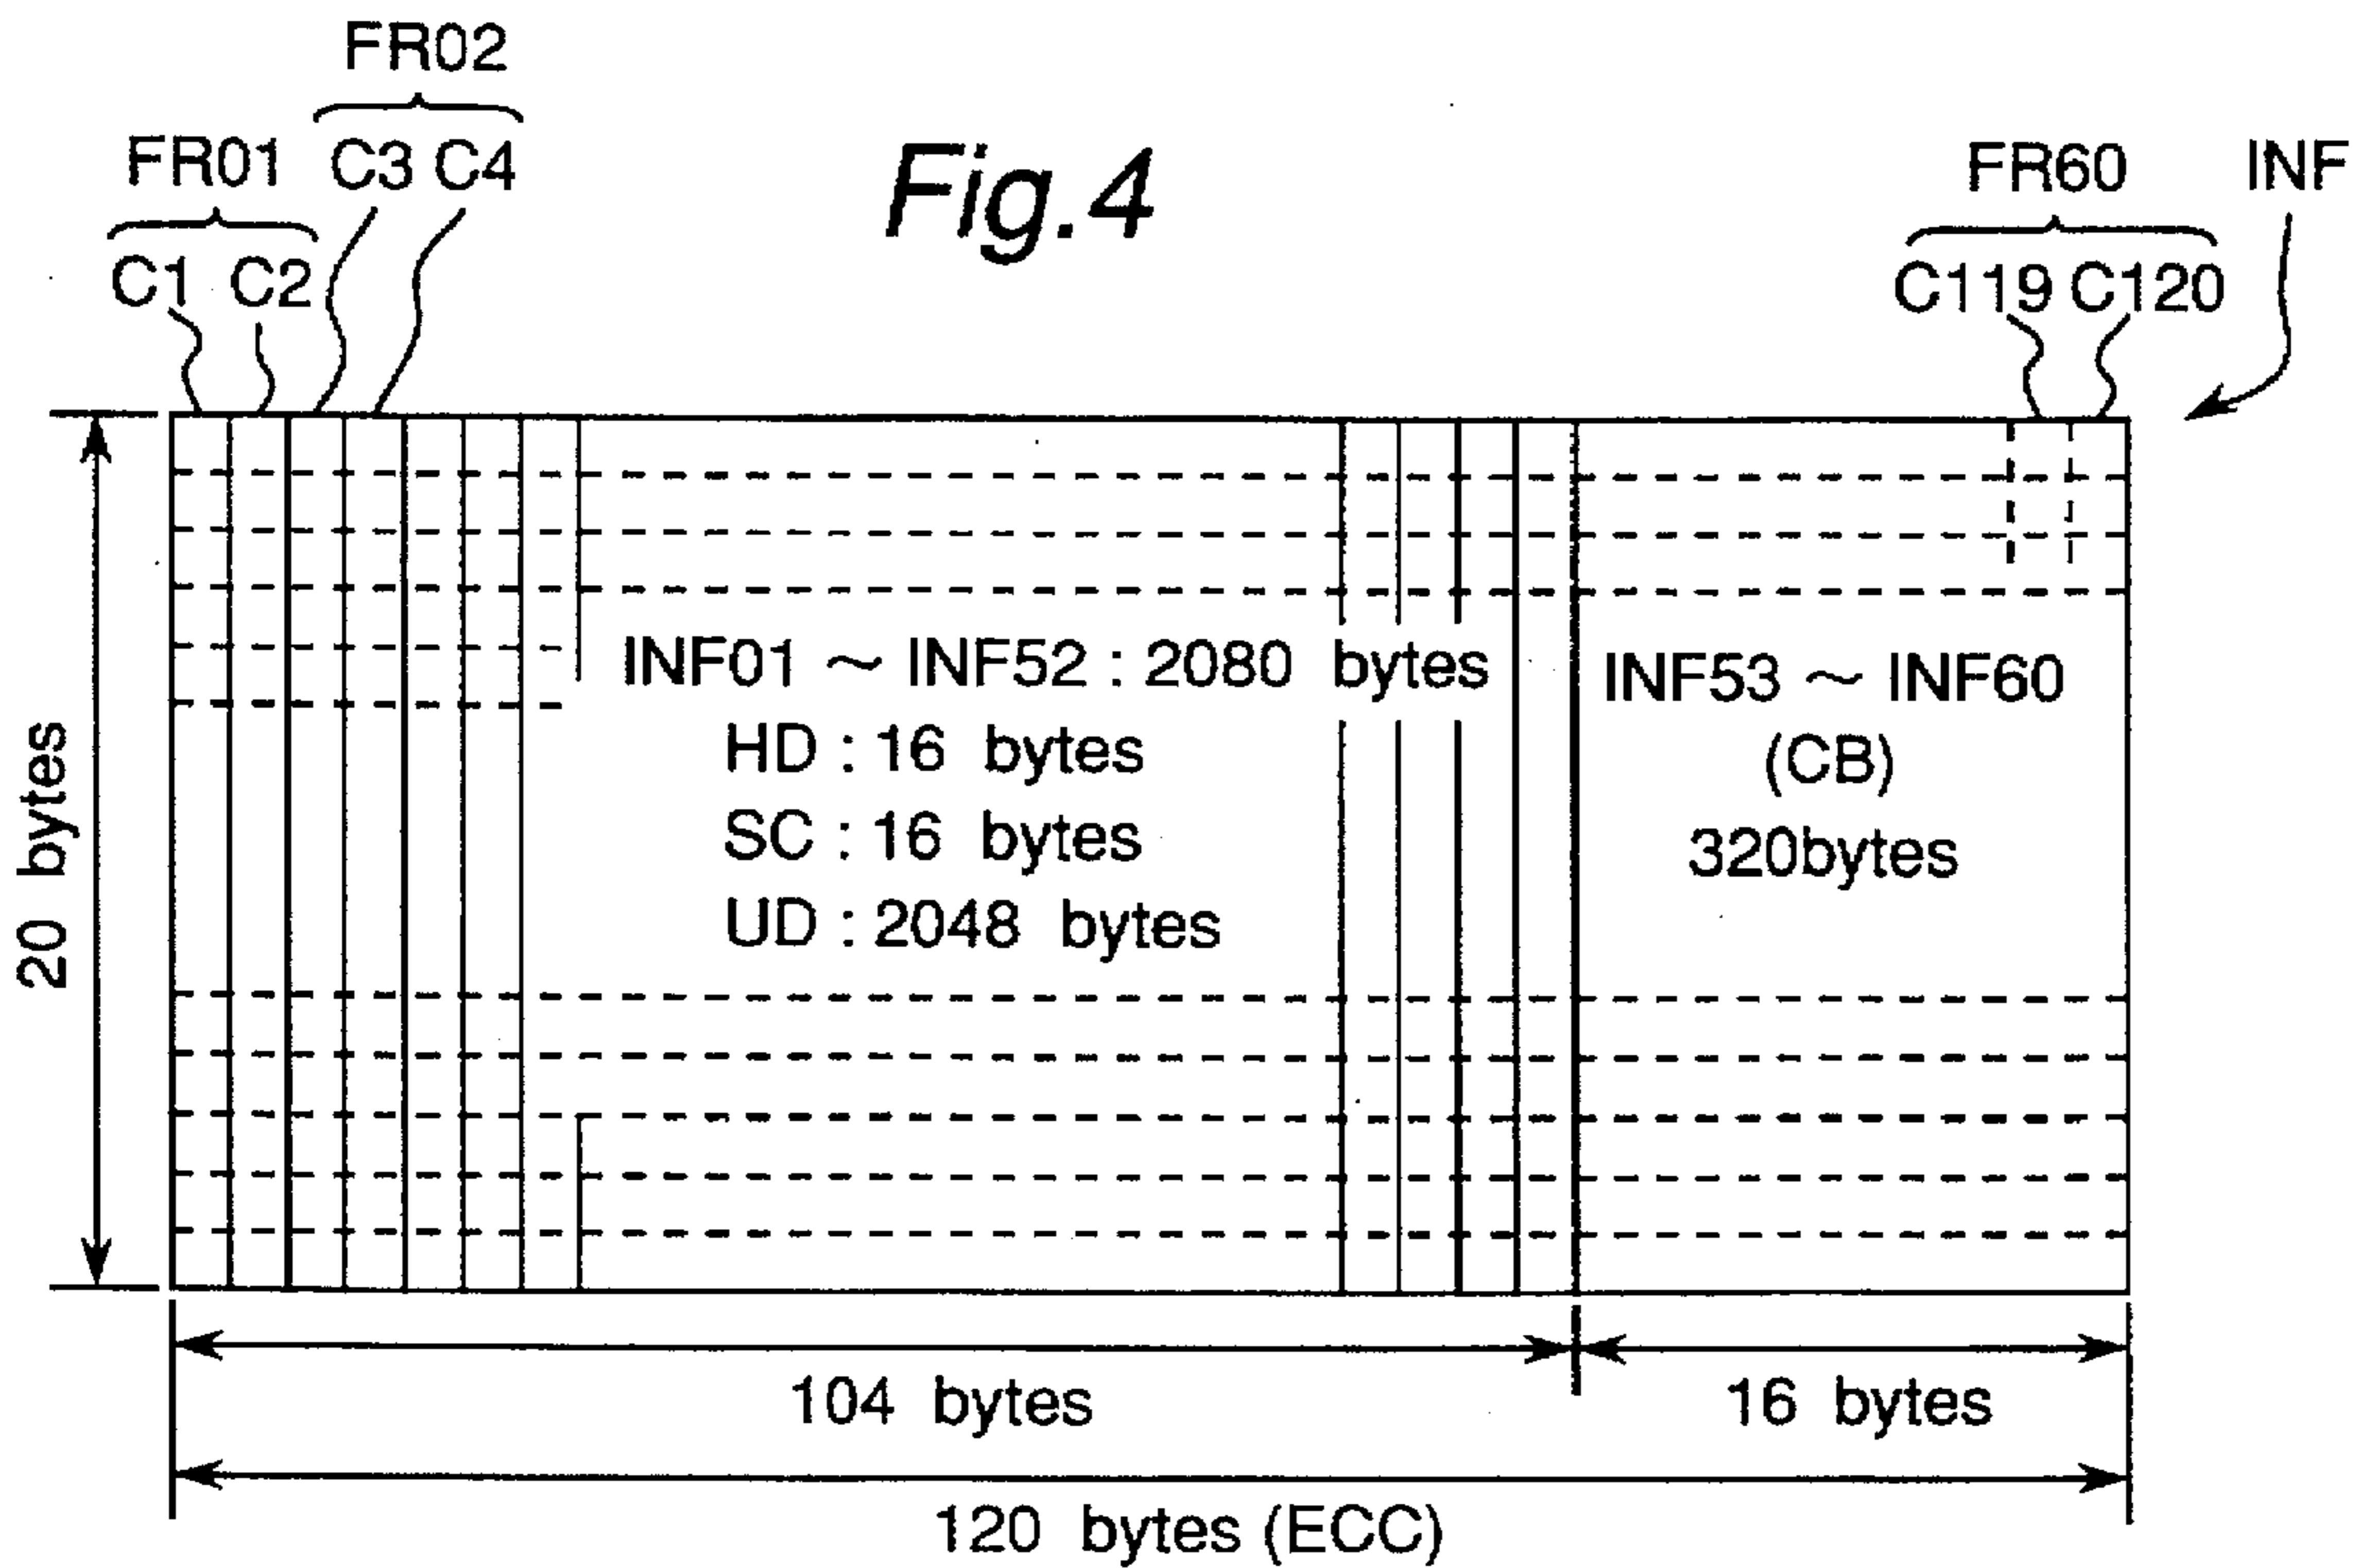 FR02
FR01
C3 C4
Fig.4
FR60
INF
C1 C2
C119 C120
20 bytes
INF01 ~ INF52 : 2080 bytes
HD : 16 bytes
SC : 16 bytes
UD : 2048 bytes
INF53 ~ INF60
(CB)
320bytes
104 bytes
16 bytes
120 bytes (ECC)